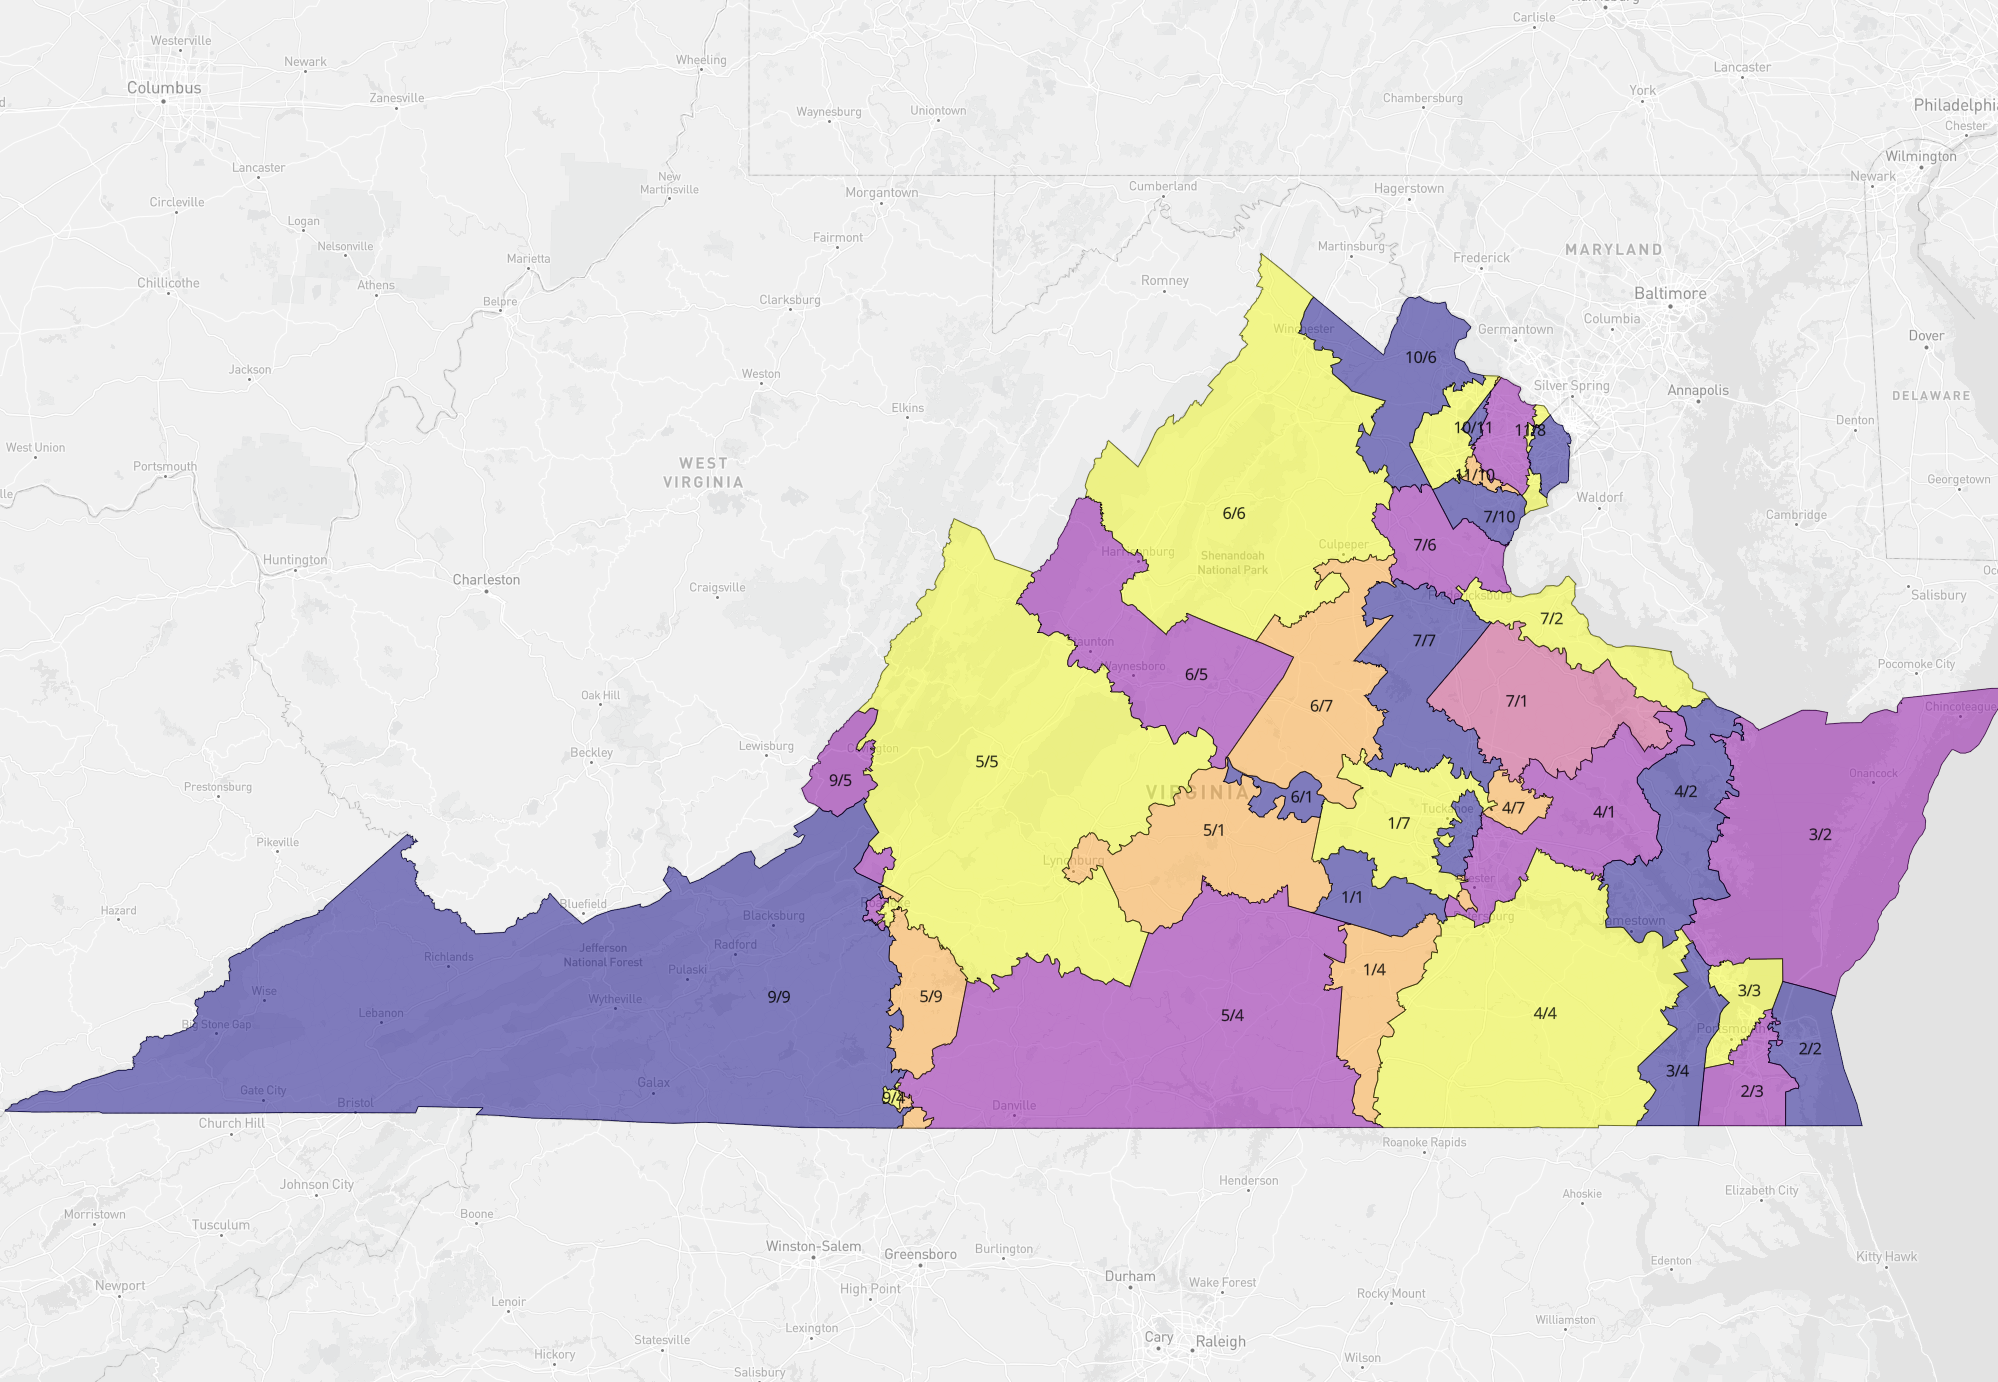 Westerville
Newark
Columbus
Zanesville
Wheeling
Carlisle
Lancaster
York
Chambersburg
Waynesburg
Uniontown
Philadelphia
Chester
Wilmington
Newark
Lancaster
New
Martinsville
Morgantown
Cumberland
Hagerstown
Circleville
Logan
Nelsonville
Fairmont
Martinsburg
MARYLAND
Frederick
Marietta
Chillicothe
Athens
Belpre
Clarksburg
Romney
Baltimore
Columbia
Germantown
Winchester
Dover
10/6
Jackson
Weston
Silver Spring
Annapolis
DELAWARE
Elkins
Denton
West Union
10/11
11/8
WEST
VIRGINIA
Portsmouth
11/10
Georgetown
Waldorf
6/6
7/10
Cambridge
Culpeper
7/6
Shenandoah
National Park
Huntington
Charleston
Craigsville
Salisbury
7/2
7/7
Waynesboro
6/5
Pocomoke City
Oak Hill
6/7
7/1
Chincoteague
Beckley
Lewisburg
5/5
9/5
Onancock
Prestonsburg
VIRGINIA
6/1
4/2
4/7
4/1
1/7
5/1
3/2
Pikeville
Lynchburg
1/1
Hazard
Bluefield
Blacksburg
Jefferson
National Forest
Radford
Richlands
Pulaski
1/4
Wise
9/9
5/9
3/3
Wytheville
Lebanon
5/4
4/4
Big Stone Gap
Portsmouth
2/2
3/4
Gate City
Galax
9/4
2/3
Bristol
Danville
Church Hill
Roanoke Rapids
Johnson City
Henderson
Ahoskie
Elizabeth City
Morristown
Tusculum
Boone
Winston-Salem
Greensboro
Burlington
Edenton
Kitty Hawk
Newport
High Point
Durham
Wake Forest
Rocky Mount
Lenoir
Williamston
Statesville
Lexington
Cary
Raleigh
Hickory
Wilson
Salisbury